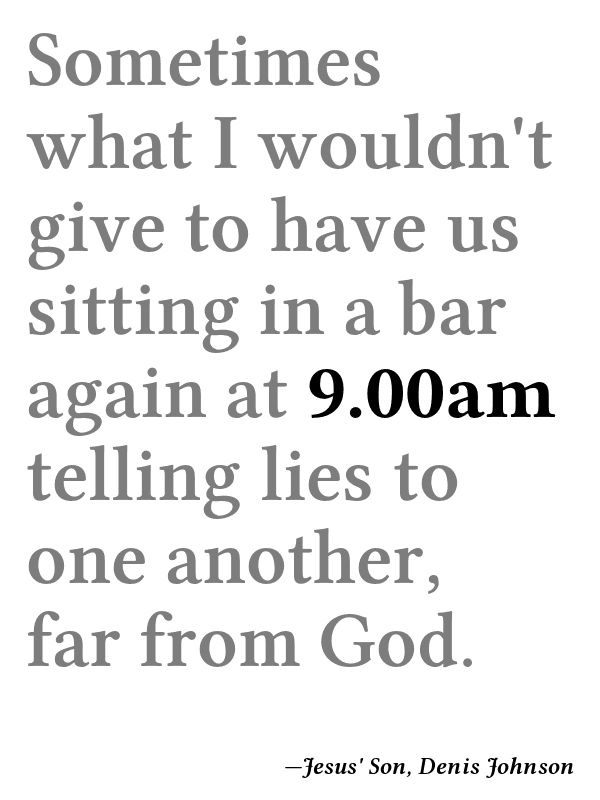 Sometimes
what I wouldn't
give to have us
sitting in a bar
again at 9.00am
telling lies to
one another,
far from God.
—Jesus' Son, Denis Johnson